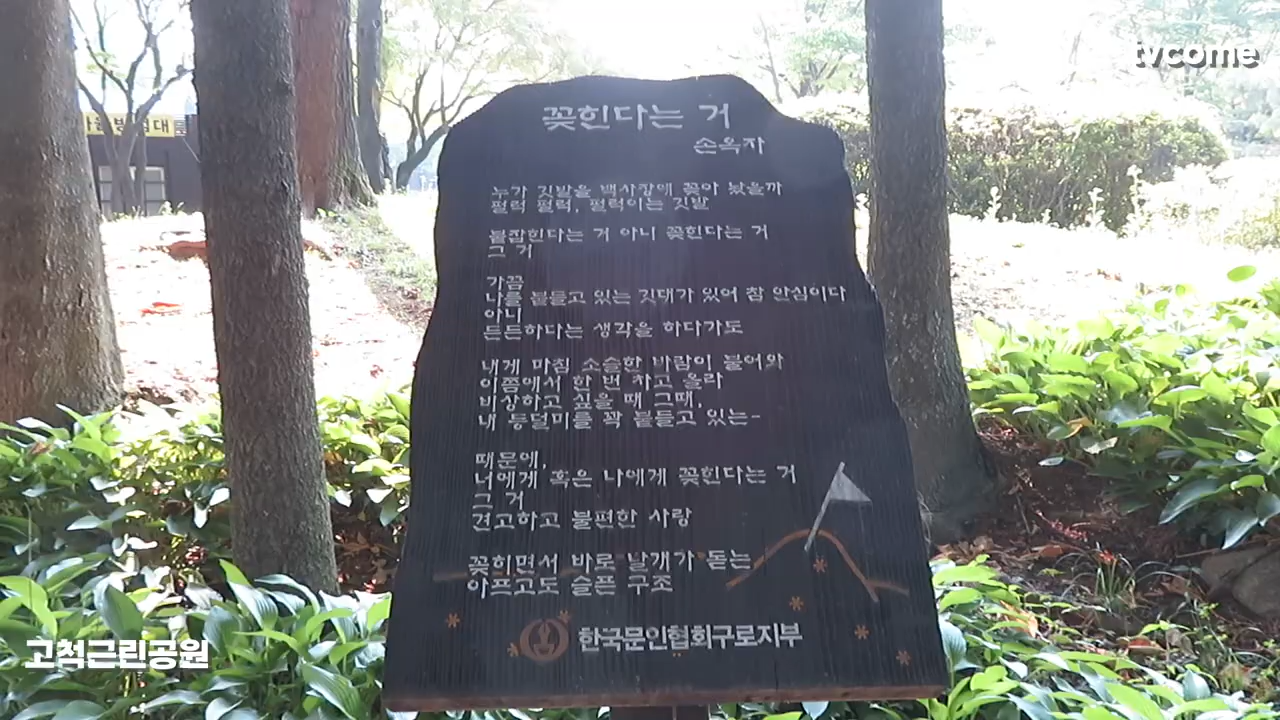 tvcome
꽂힌다는 거
손옥자
누가 깃발을 백사장에 꽂아 놨을까
펄럭 펄럭, 펄럭이는 깃발
붙잡힌다는 거 아니 꽂힌다는 거
그 거
가끔
나를 붙들고 있는 깃대가 있어 참 안심이다
아니
든든하다는 생각을 하다가도
내게 마침 소슬한 바람이 불어와
이쯤에서 한 번 차고 올라
비상하고 싶을 때 그때,
내 등덜미를 꽉 붙들고 있는-
때문에,
너에게 혹은 나에게 꽂힌다는 거
그 거
견고하고 불편한 사랑
꽂히면서 바로 날개가 돋는
아프고도 슬픈 구조
한국문인협회구로지부
고척근린공원